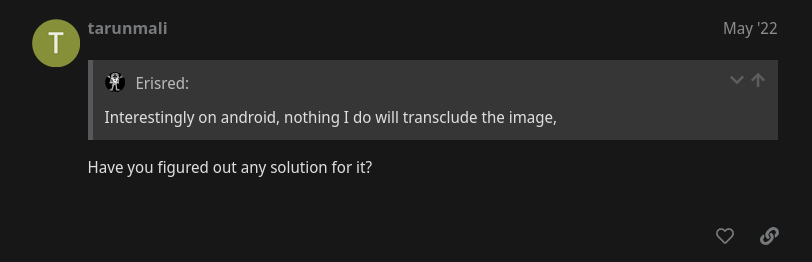 T
tarunmali
May '22
Erisred:
Interestingly on android, nothing I do will transclude the image,
Have you figured out any solution for it?